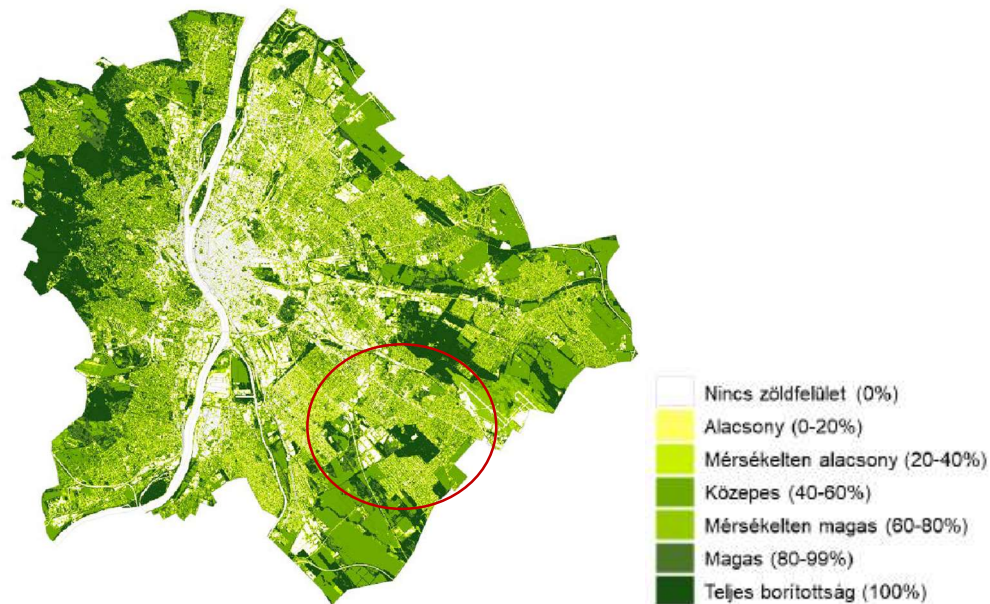 Nincs zöldfelület (0%)
Alacsony (0-20%)
Mérsékelten alacsony (20-40%)
Közepes (40-60%)
Mérsékelten magas (60-80%)
Magas (80-99%)
Teljes borítottság (100%)